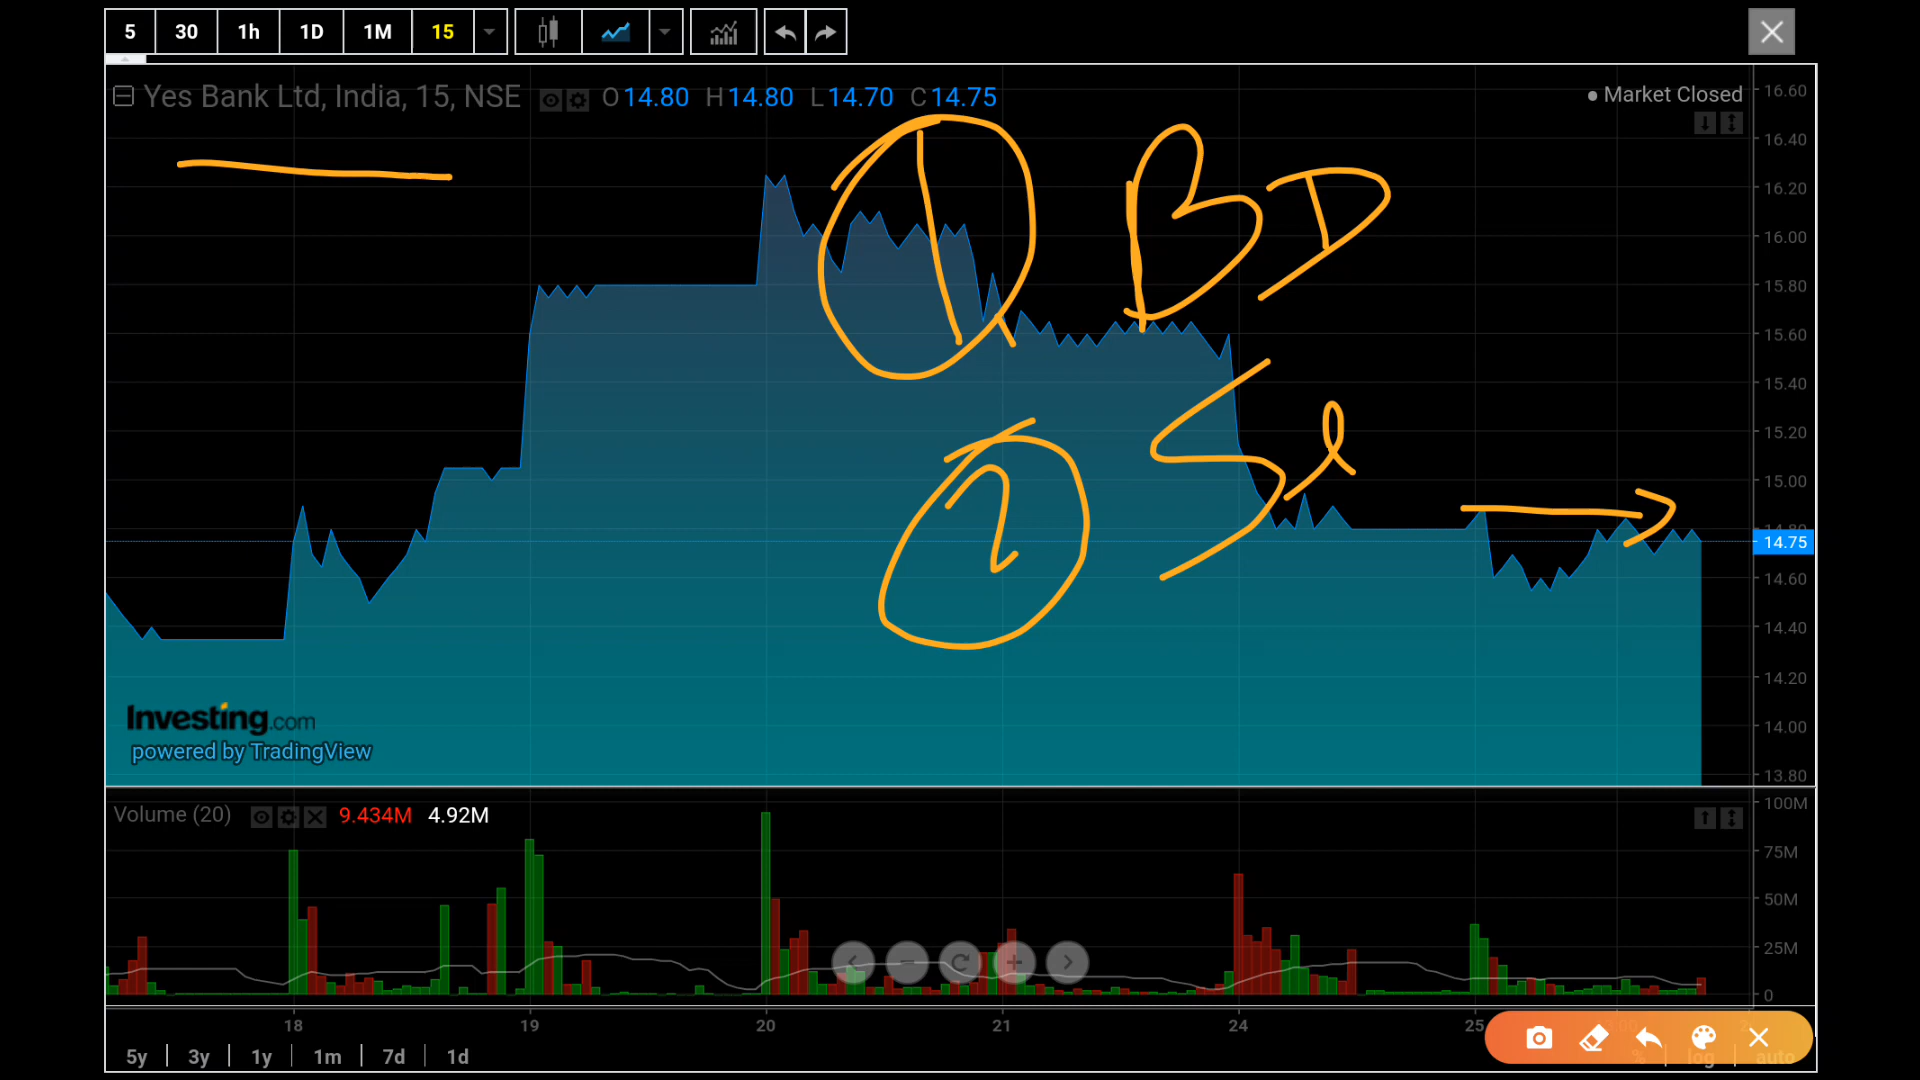 5 30 1h 1D 1M 15
Yes Bank Ltd, India, 15, NSE O 14.80 H 14.80 L 14.70 C 14.75
Market Closed
16.60
16.40
16.20
16.00
15.80
15.60
15.40
15.20
15.00
14.80
14.75
14.60
14.40
14.20
14.00
13.80
1 BD
2 Sl
Investing.com
powered by TradingView
Volume (20) 9.434M 4.92M
100M
75M
50M
25M
0
18 19 20 21 24 25
5y 3y 1y 1m 7d 1d
% log auto